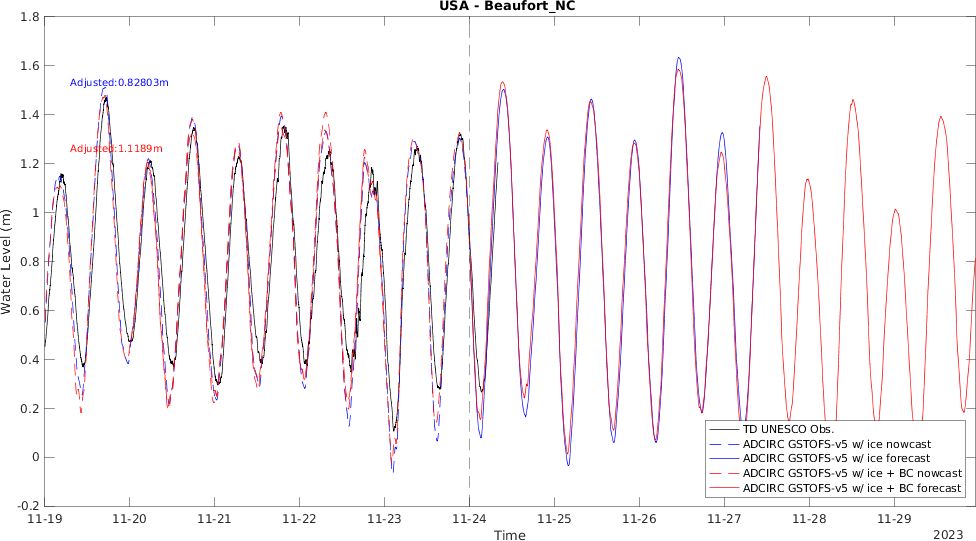 USA - Beaufort_NC
1.8
1.6
1.4
1.2
1
0.8
0.6
0.4
0.2
0
-0.2
Water Level (m)
Adjusted:0.82803m
Adjusted:1.1189m
TD UNESCO Obs.
ADCIRC GSTOFS-v5 w/ ice nowcast
ADCIRC GSTOFS-v5 w/ ice forecast
ADCIRC GSTOFS-v5 w/ ice + BC nowcast
ADCIRC GSTOFS-v5 w/ ice + BC forecast
11-19 11-20 11-21 11-22 11-23 11-24 11-25 11-26 11-27 11-28 11-29
Time
2023